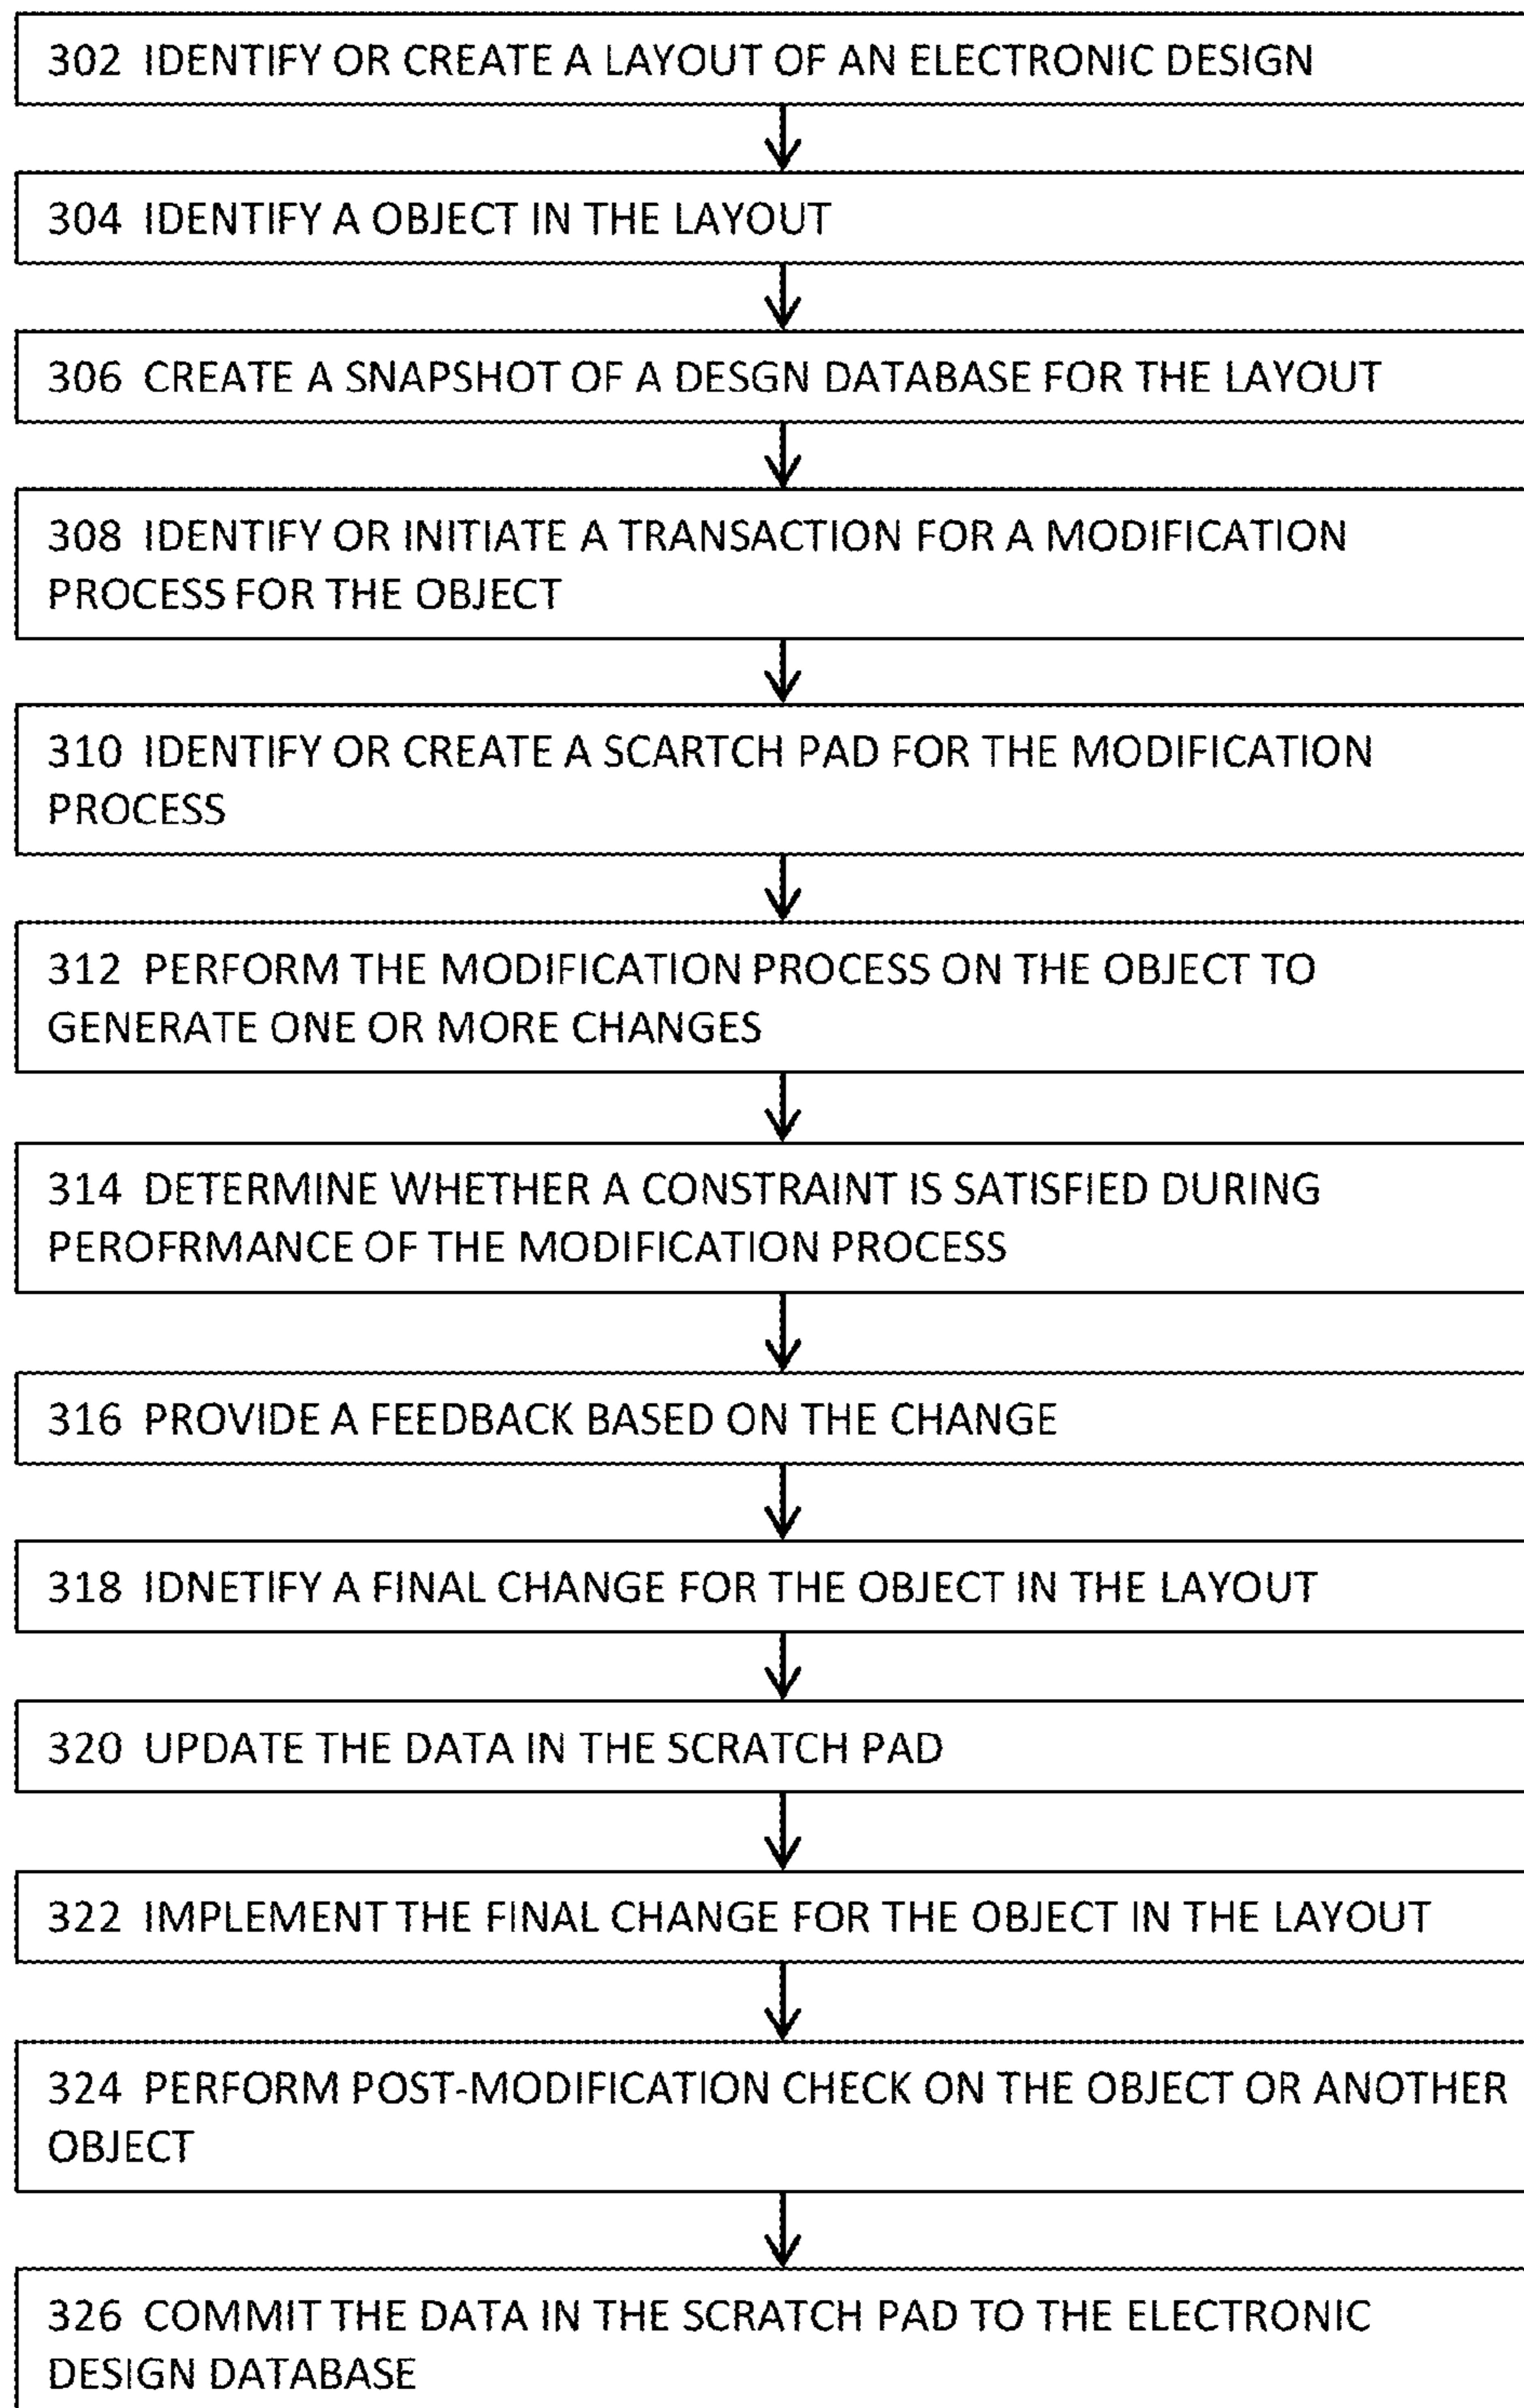 302 IDENTIFY OR CREATE A LAYOUT OF AN ELECTRONIC DESIGN
304 IDENTIFY A OBJECT IN THE LAYOUT
306 CREATE A SNAPSHOT OF A DESGN DATABASE FOR THE LAYOUT
308 IDENTIFY OR INITIATE A TRANSACTION FOR A MODIFICATION
PROCESS FOR THE OBJECT
310 IDENTIFY OR CREATE A SCARTCH PAD FOR THE MODIFICATION
PROCESS
312 PERFORM THE MODIFICATION PROCESS ON THE OBJECT TO
GENERATE ONE OR MORE CHANGES
314 DETERMINE WHETHER A CONSTRAINT IS SATISFIED DURING
PEROFRMANCE OF THE MODIFICATION PROCESS
316 PROVIDE A FEEDBACK BASED ON THE CHANGE
318 IDNETIFY A FINAL CHANGE FOR THE OBJECT IN THE LAYOUT
320 UPDATE THE DATA IN THE SCRATCH PAD
322 IMPLEMENT THE FINAL CHANGE FOR THE OBJECT IN THE LAYOUT
324 PERFORM POST-MODIFICATION CHECK ON THE OBJECT OR ANOTHER
OBJECT
326 COMMIT THE DATA IN THE SCRATCH PAD TO THE ELECTRONIC
DESIGN DATABASE